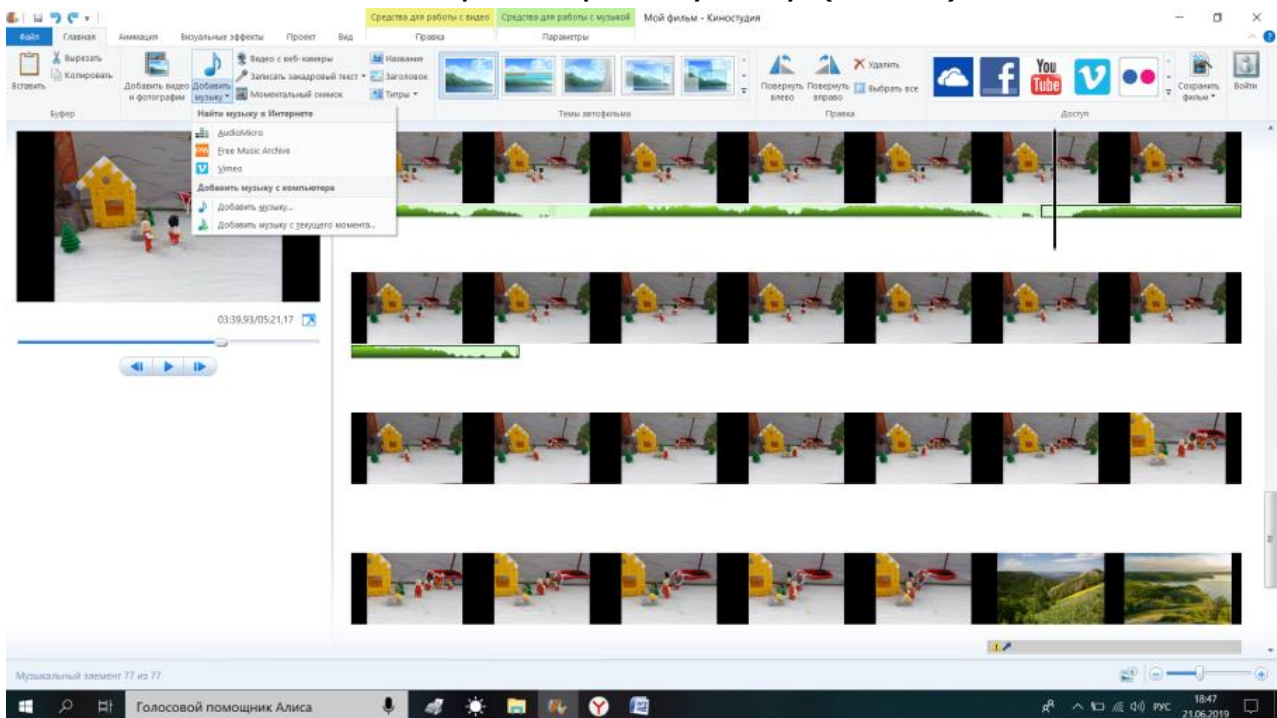 Средства для работы с видео Средства для работы с музыкой Мой фильм - Киностудия
Файл Главная Анимация Визуальные эффекты Проект Вид Правка Параметры
Вставить
Вырезать
Копировать
Буфер
Добавить видео
и фотографии
Добавить
музыку
Видео с веб-камеры
Записать закадровый текст
Моментальный снимок
Название
Заголовок
Титры
Темы автофильма
Повернуть
влево
Повернуть
вправо
Удалить
Выбрать все
Правка
You
Tube
Доступ
Сохранить
фильм
Войти
Найти музыку в Интернете
AudioMicro
Free Music Archive
Vimeo
Добавить музыку с компьютера
Добавить музыку...
Добавить музыку с текущего момента...
03:39,93/05:21,17
Музыкальный элемент 77 из 77
Голосовой помощник Алиса
РУС
18:47
21.06.2019